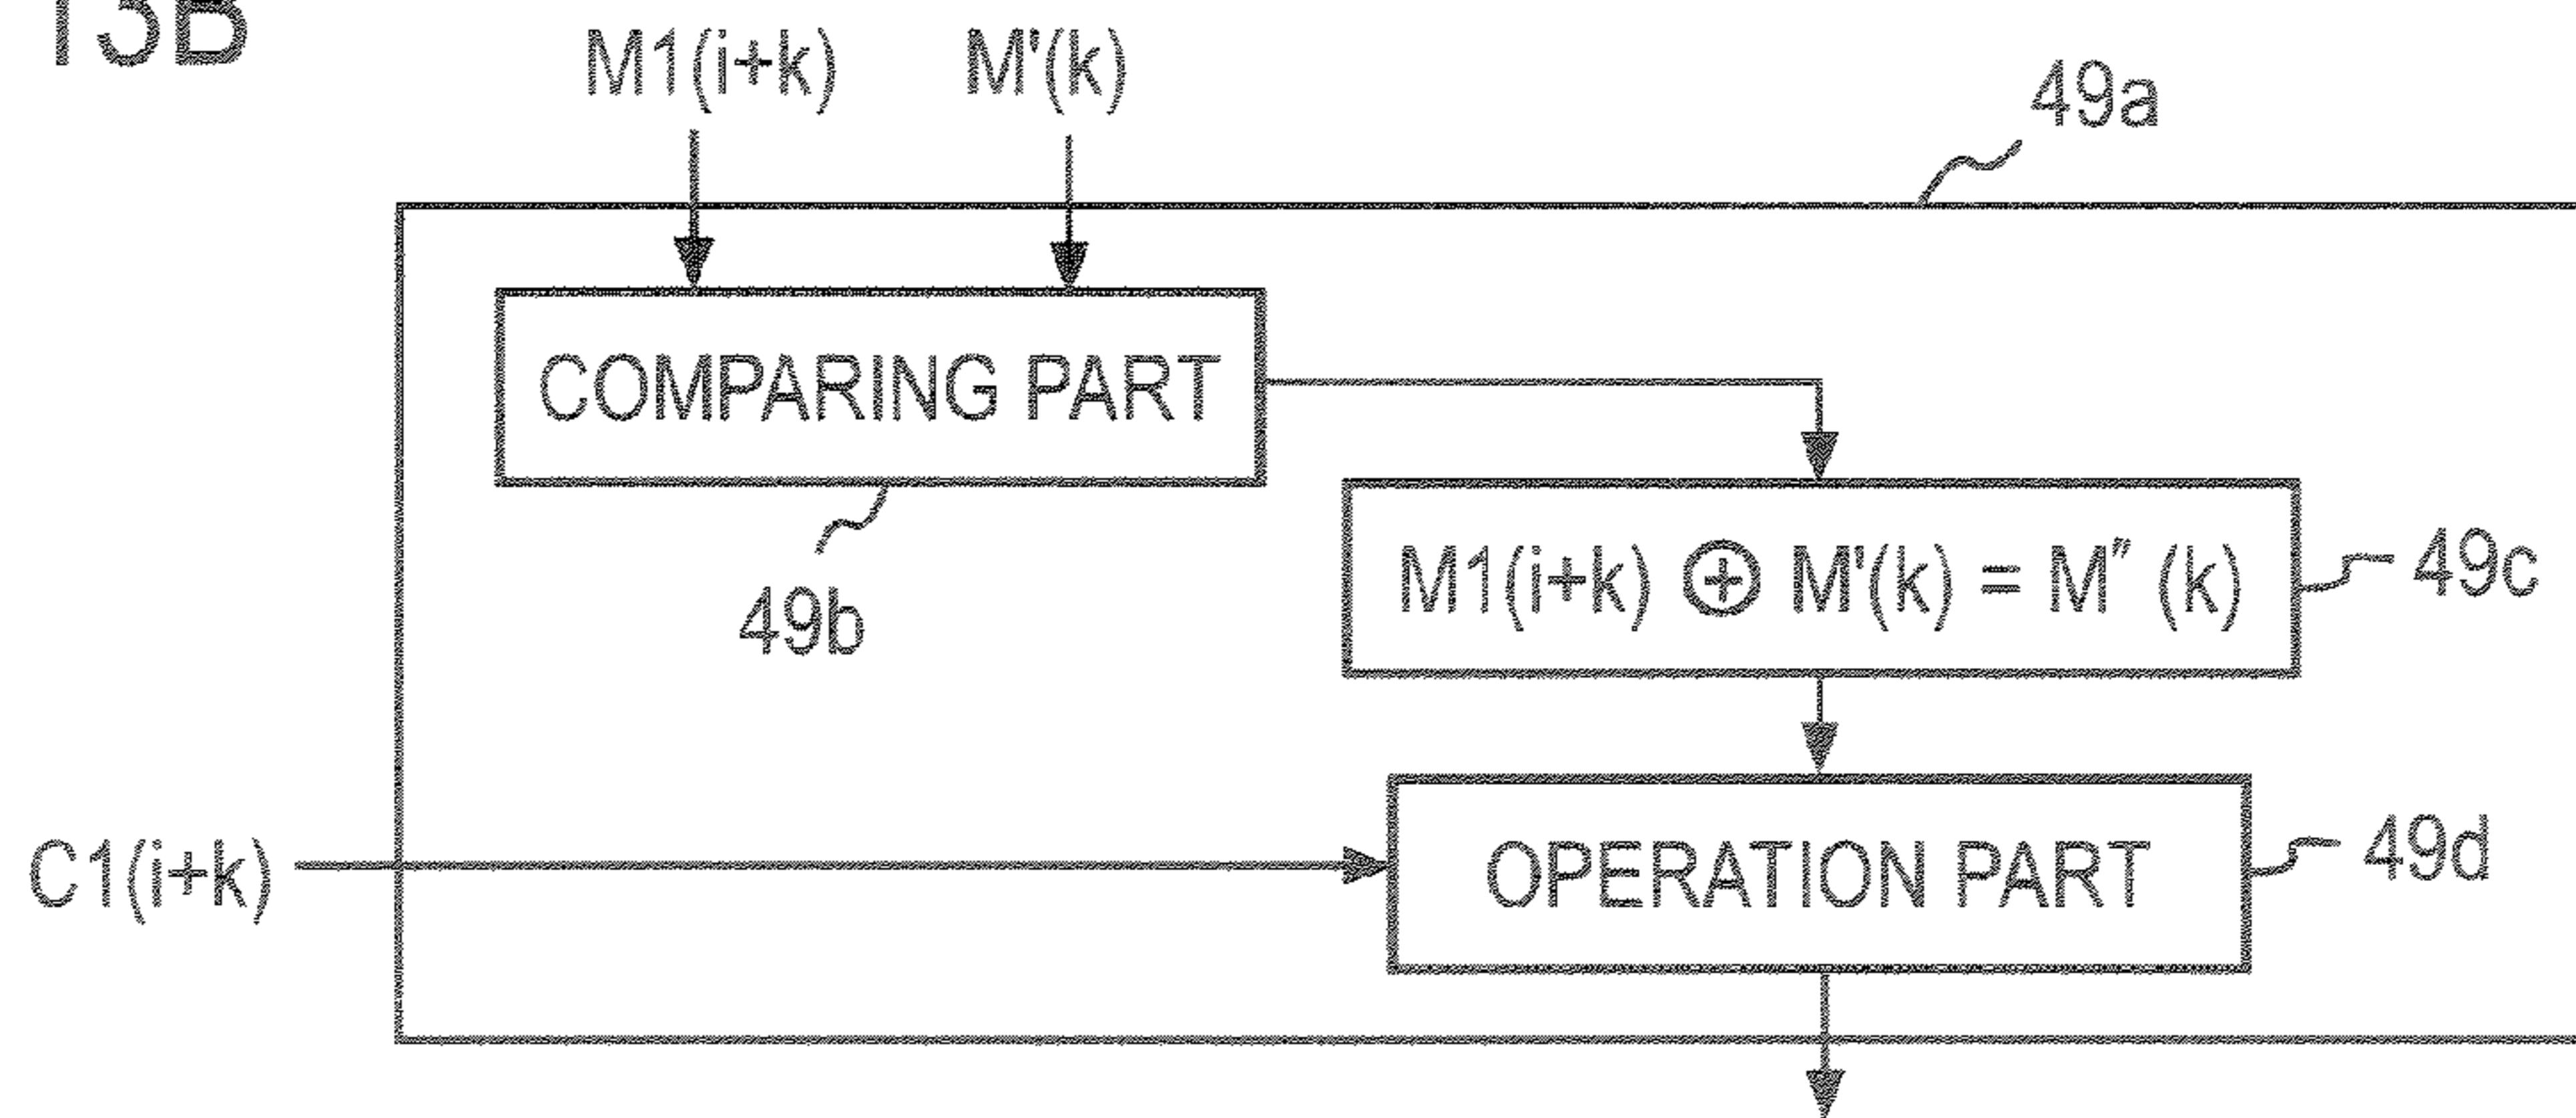 13B
M1(i+k) M'(k)
49a
COMPARING PART
49b
M1(i+k) ⊕ M'(k) = M″ (k)
49c
C1(i+k)
OPERATION PART
49d